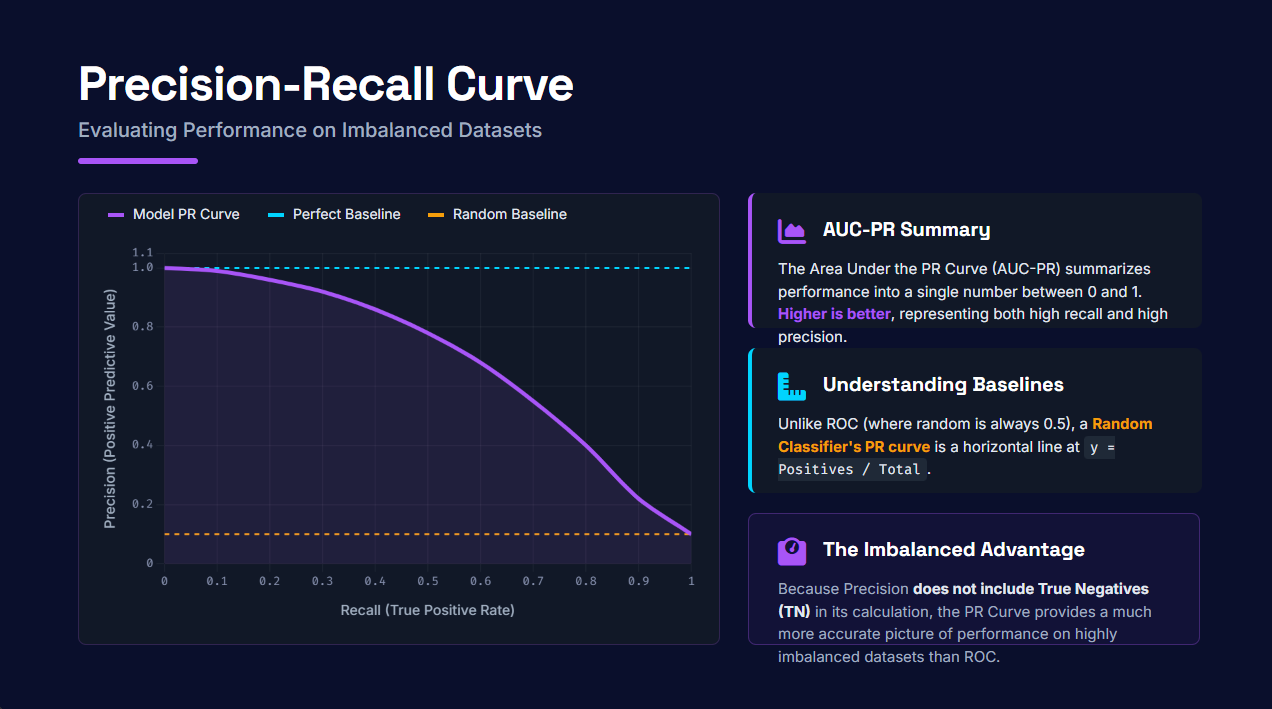 Precision-Recall Curve
Evaluating Performance on Imbalanced Datasets
Model PR Curve
Perfect Baseline
Random Baseline
1.1
1.0
0.8
0.6
0.4
0.2
0
Precision (Positive Predictive Value)
0 0.1 0.2 0.3 0.4 0.5 0.6 0.7 0.8 0.9 1
Recall (True Positive Rate)
AUC-PR Summary
The Area Under the PR Curve (AUC-PR) summarizes
performance into a single number between 0 and 1.
Higher is better, representing both high recall and high
precision.
Understanding Baselines
Unlike ROC (where random is always 0.5), a Random
Classifier's PR curve is a horizontal line at y =
Positives / Total.
The Imbalanced Advantage
Because Precision does not include True Negatives
(TN) in its calculation, the PR Curve provides a much
more accurate picture of performance on highly
imbalanced datasets than ROC.